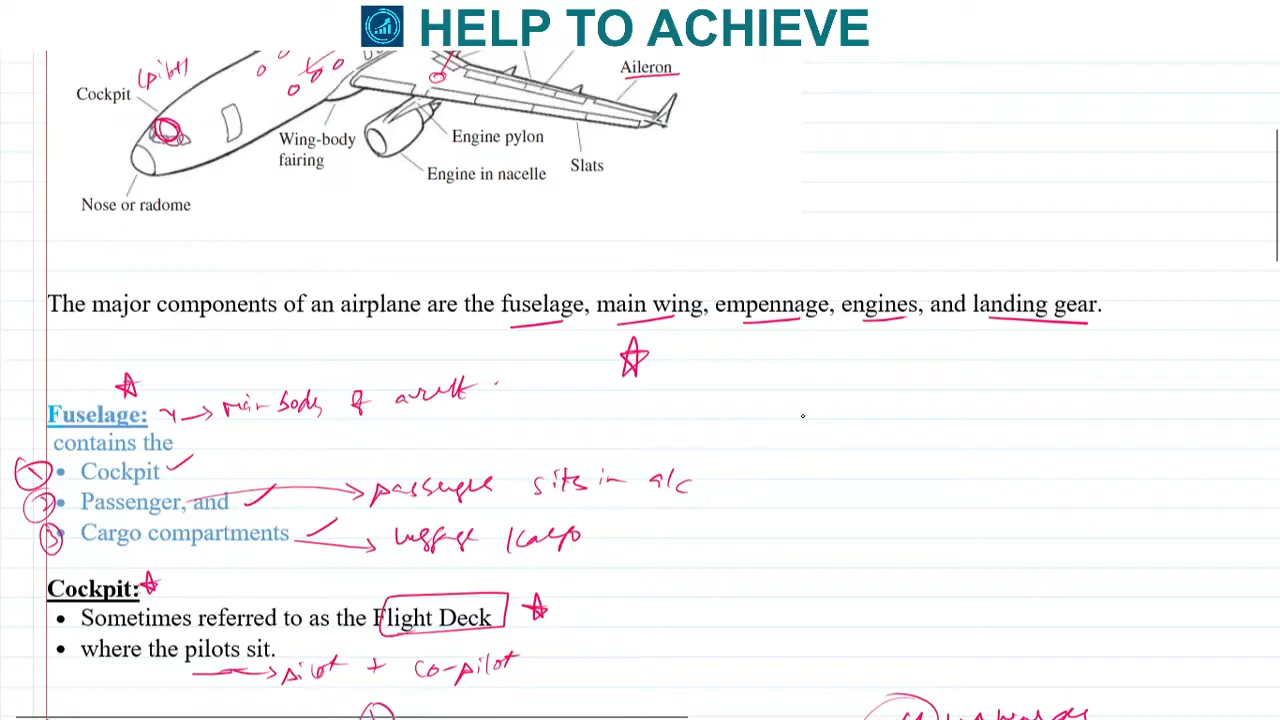 HELP TO ACHIEVE
(pilot)
Aileron
Cockpit
Wing-body
fairing
Engine pylon
Slats
Engine in nacelle
Nose or radome
The major components of an airplane are the fuselage, main wing, empennage, engines, and landing gear.
Fuselage: → main body of
contains the
1 • Cockpit
2 • Passenger, and → passenger sits in a/c
3 • Cargo compartments → luggage / cargo
Cockpit:
• Sometimes referred to as the Flight Deck
• where the pilots sit.
→ pilot + co-pilot